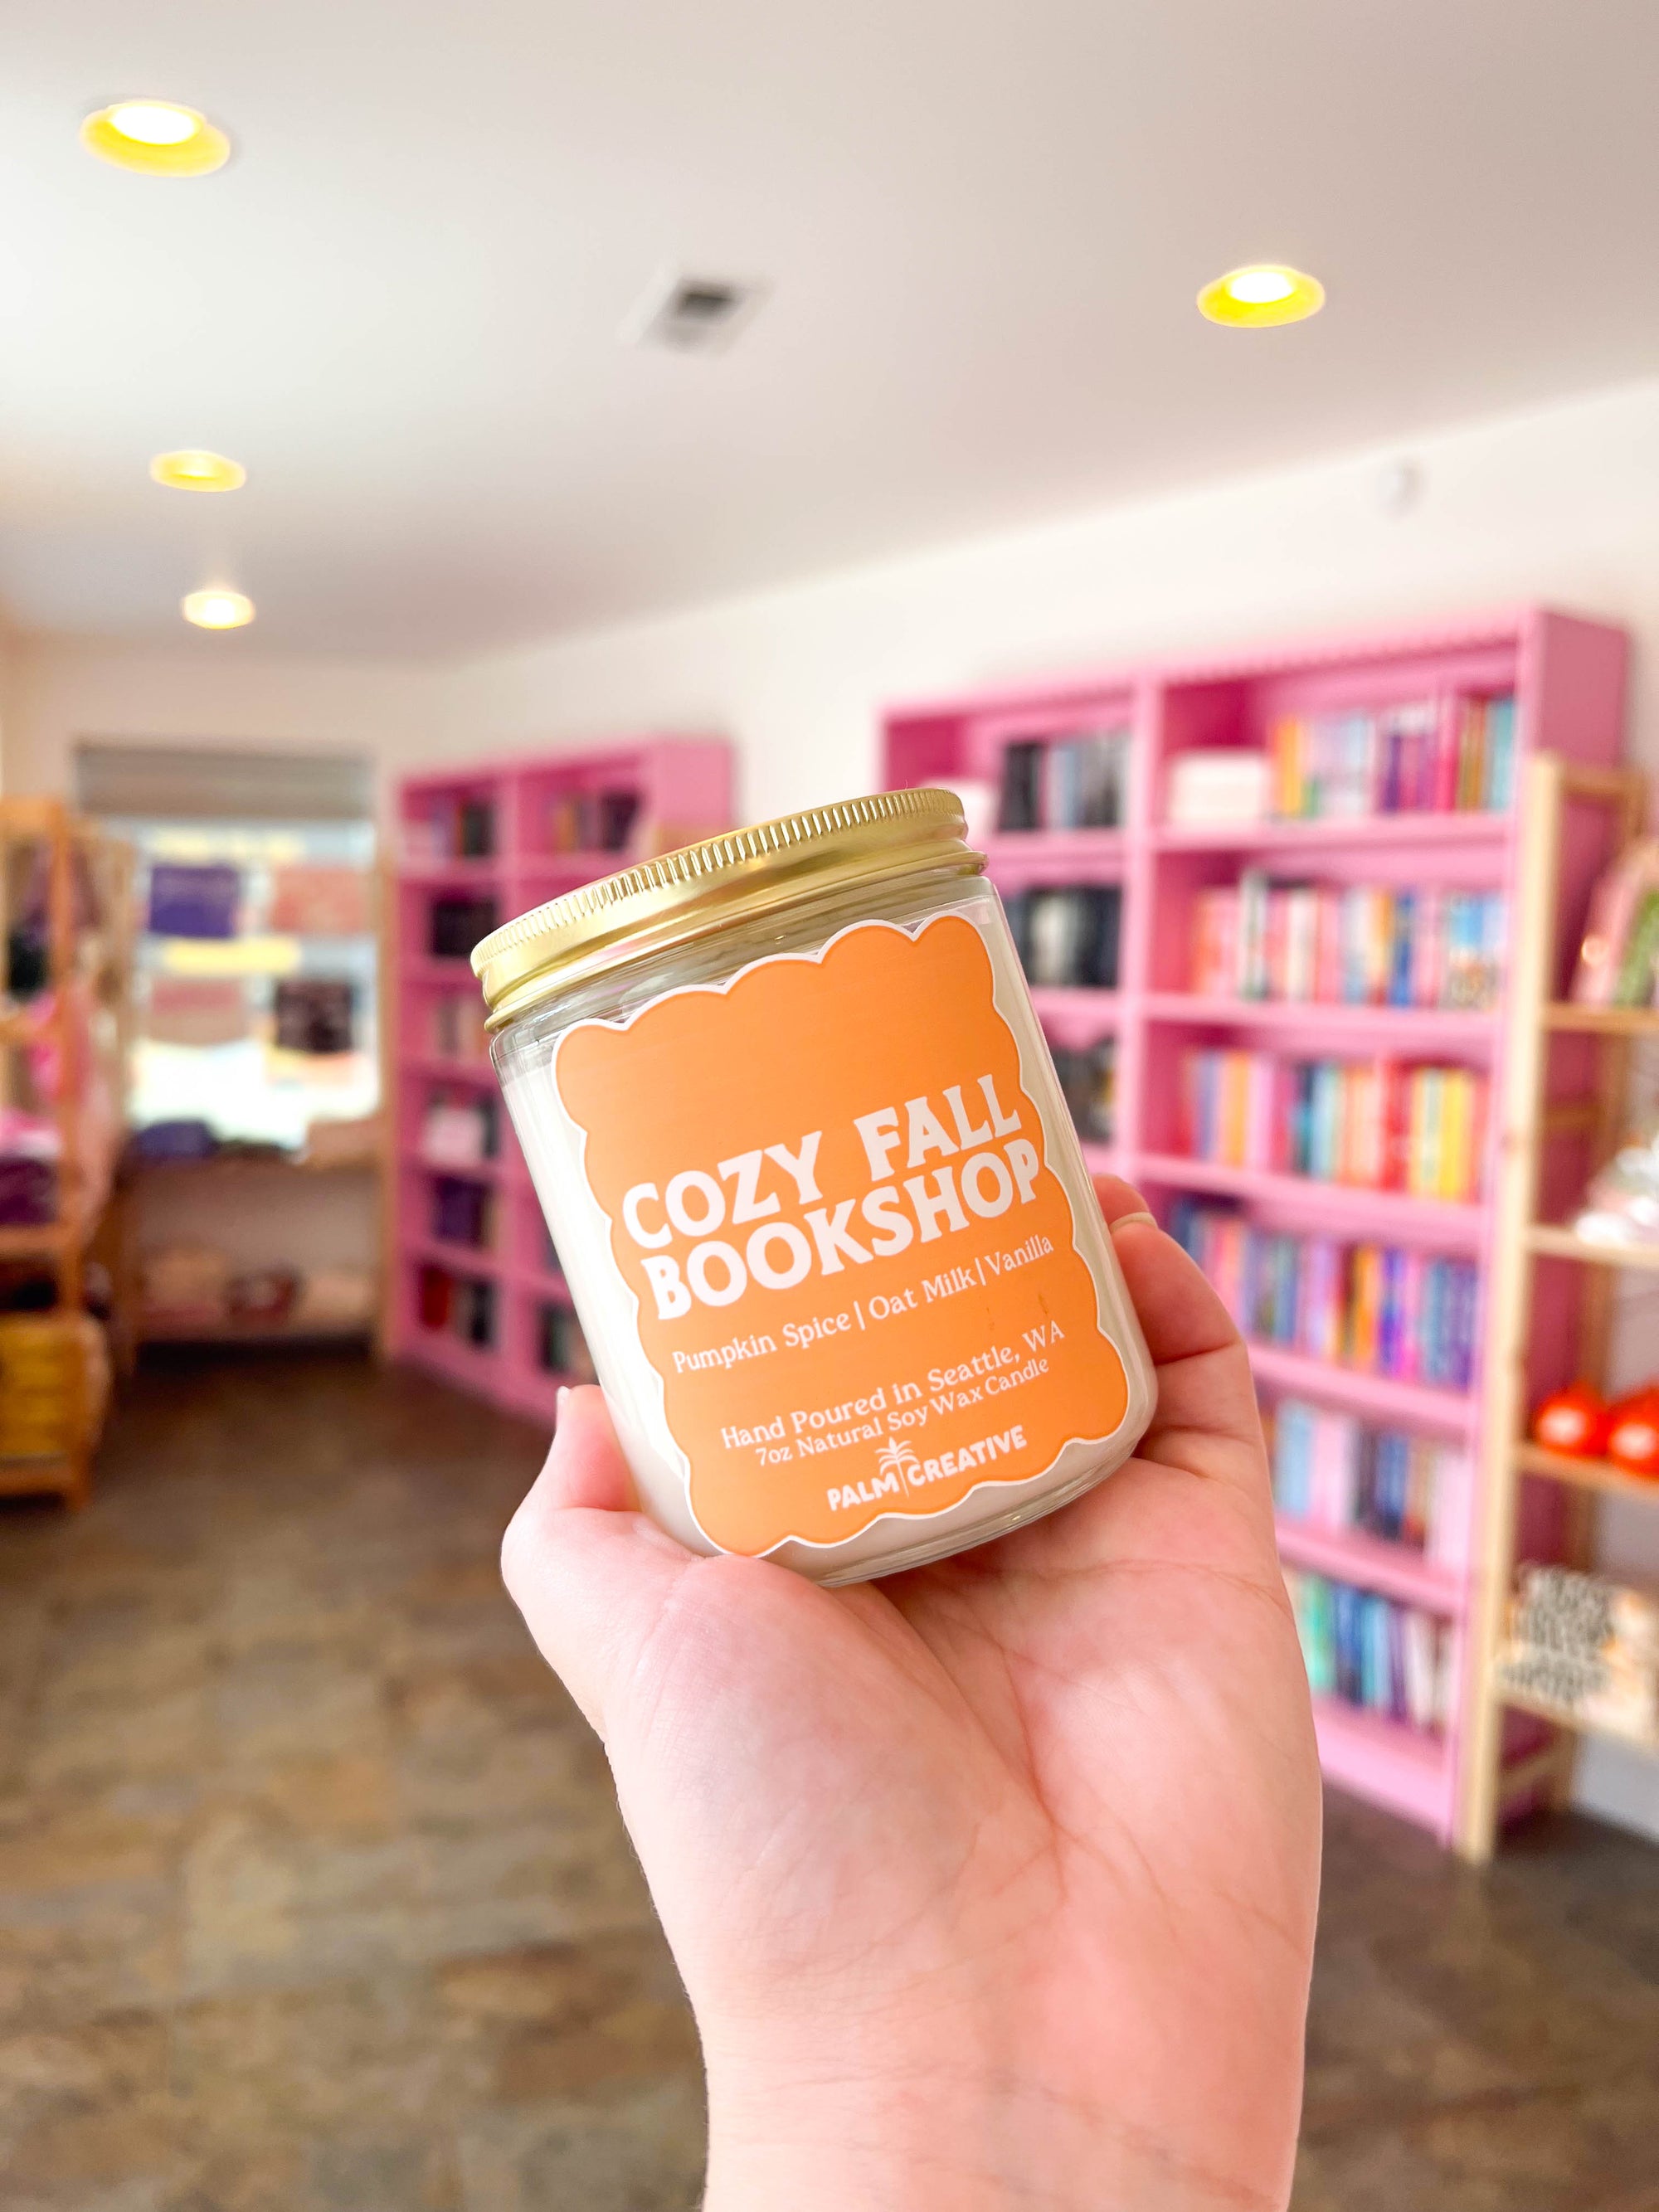 COZY FALL
BOOKSHOP
Pumpkin Spice | Oat Milk | Vanilla
Hand Poured in Seattle, WA
7oz Natural Soy Wax Candle
PALM CREATIVE